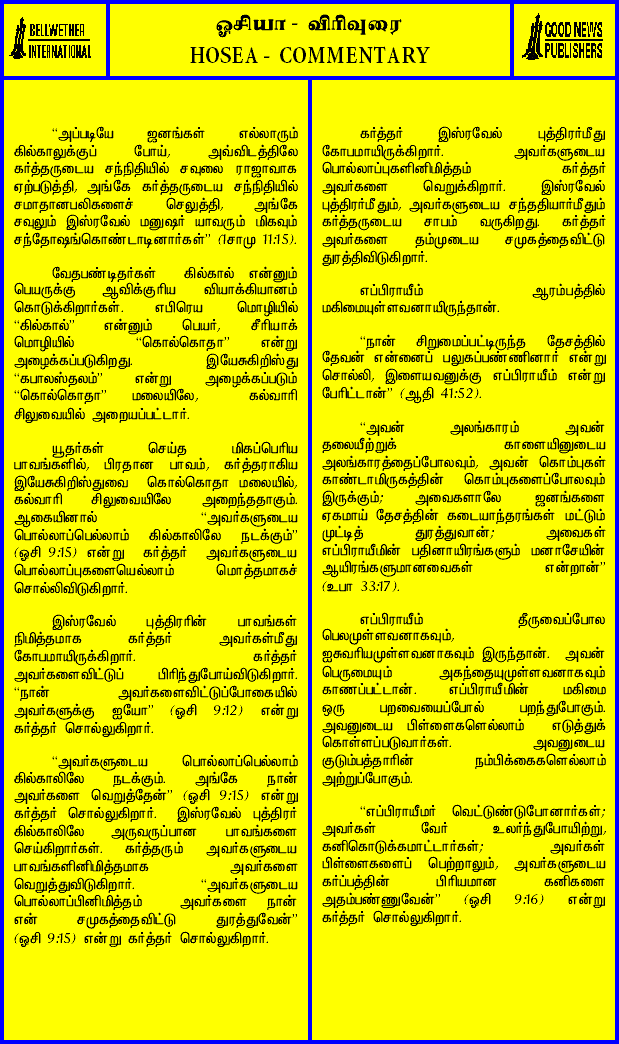 BELLWETHER
INTERNATIONAL
ஓசியா - விரிவுரை
HOSEA - COMMENTARY
GOOD NEWS
PUBLISHERS
“அப்படியே ஜனங்கள் எல்லாரும்
கில்காலுக்குப் போய், அவ்விடத்திலே
கர்த்தருடைய சந்நிதியில் சவுலை ராஜாவாக
ஏற்படுத்தி, அங்கே கர்த்தருடைய சந்நிதியில்
சமாதானபலிகளைச் செலுத்தி, அங்கே
சவுலும் இஸ்ரவேல் மனுஷர் யாவரும் மிகவும்
சந்தோஷங்கொண்டாடினார்கள்” (1சாமு 11:15).
வேதபண்டிதர்கள் கில்கால் என்னும்
பெயருக்கு ஆவிக்குரிய வியாக்கியானம்
கொடுக்கிறார்கள். எபிரெய மொழியில்
“கில்கால்” என்னும் பெயர், சீரியாக்
மொழியில் “கொல்கொதா” என்று
அழைக்கப்படுகிறது. இயேசுகிறிஸ்து
“கபாலஸ்தலம்” என்று அழைக்கப்படும்
“கொல்கொதா” மலையிலே, கல்வாரி
சிலுவையில் அறையப்பட்டார்.
யூதர்கள் செய்த மிகப்பெரிய
பாவங்களில், பிரதான பாவம், கர்த்தராகிய
இயேசுகிறிஸ்துவை கொல்கொதா மலையில்,
கல்வாரி சிலுவையிலே அறைந்ததாகும்.
ஆகையினால் “அவர்களுடைய
பொல்லாப்பெல்லாம் கில்காலிலே நடக்கும்”
(ஓசி 9:15) என்று கர்த்தர் அவர்களுடைய
பொல்லாப்புகளையெல்லாம் மொத்தமாகச்
சொல்லிவிடுகிறார்.
இஸ்ரவேல் புத்திரரின் பாவங்கள்
நிமித்தமாக கர்த்தர் அவர்கள்மீது
கோபமாயிருக்கிறார். கர்த்தர்
அவர்களைவிட்டுப் பிரிந்துபோய்விடுகிறார்.
“நான் அவர்களைவிட்டுப்போகையில்
அவர்களுக்கு ஐயோ” (ஓசி 9:12) என்று
கர்த்தர் சொல்லுகிறார்.
“அவர்களுடைய பொல்லாப்பெல்லாம்
கில்காலிலே நடக்கும். அங்கே நான்
அவர்களை வெறுத்தேன்” (ஓசி 9:15) என்று
கர்த்தர் சொல்லுகிறார். இஸ்ரவேல் புத்திரர்
கில்காலிலே அருவருப்பான பாவங்களை
செய்கிறார்கள். கர்த்தரும் அவர்களுடைய
பாவங்களினிமித்தமாக அவர்களை
வெறுத்துவிடுகிறார். “அவர்களுடைய
பொல்லாப்பினிமித்தம் அவர்களை நான்
என் சமுகத்தைவிட்டு துரத்துவேன்”
(ஓசி 9:15) என்று கர்த்தர் சொல்லுகிறார்.
கர்த்தர் இஸ்ரவேல் புத்திரர்மீது
கோபமாயிருக்கிறார். அவர்களுடைய
பொல்லாப்புகளினிமித்தம் கர்த்தர்
அவர்களை வெறுக்கிறார். இஸ்ரவேல்
புத்திரர்மீதும், அவர்களுடைய சந்ததியார்மீதும்
கர்த்தருடைய சாபம் வருகிறது. கர்த்தர்
அவர்களை தம்முடைய சமுகத்தைவிட்டு
துரத்திவிடுகிறார்.
எப்பிராயீம் ஆரம்பத்தில்
மகிமையுள்ளவனாயிருந்தான்.
“நான் சிறுமைப்பட்டிருந்த தேசத்தில்
தேவன் என்னைப் பலுகப்பண்ணினார் என்று
சொல்லி, இளையவனுக்கு எப்பிராயீம் என்று
பேரிட்டான்” (ஆதி 41:52).
“அவன் அலங்காரம் அவன்
தலையீற்றுக் காளையினுடைய
அலங்காரத்தைப்போலவும், அவன் கொம்புகள்
காண்டாமிருகத்தின் கொம்புகளைப்போலவும்
இருக்கும்; அவைகளாலே ஜனங்களை
ஏகமாய் தேசத்தின் கடையாந்தரங்கள் மட்டும்
முட்டித் துரத்துவான்; அவைகள்
எப்பிராயீமின் பதினாயிரங்களும் மனாசேயின்
ஆயிரங்களுமானவைகள் என்றான்”
(உபா 33:17).
எப்பிராயீம் தீருவைப்போல
பெலமுள்ளவனாகவும்,
ஐசுவரியமுள்ளவனாகவும் இருந்தான். அவன்
பெருமையும் அகந்தையுமுள்ளவனாகவும்
காணப்பட்டான். எப்பிராயீமின் மகிமை
ஒரு பறவையைப்போல் பறந்துபோகும்.
அவனுடைய பிள்ளைகளெல்லாம் எடுத்துக்
கொள்ளப்படுவார்கள். அவனுடைய
குடும்பத்தாரின் நம்பிக்கைகளெல்லாம்
அற்றுப்போகும்.
“எப்பிராயீமர் வெட்டுண்டுபோனார்கள்;
அவர்கள் வேர் உலர்ந்துபோயிற்று,
கனிகொடுக்கமாட்டார்கள்; அவர்கள்
பிள்ளைகளைப் பெற்றாலும், அவர்களுடைய
கர்ப்பத்தின் பிரியமான கனிகளை
அதம்பண்ணுவேன்” (ஓசி 9:16) என்று
கர்த்தர் சொல்லுகிறார்.